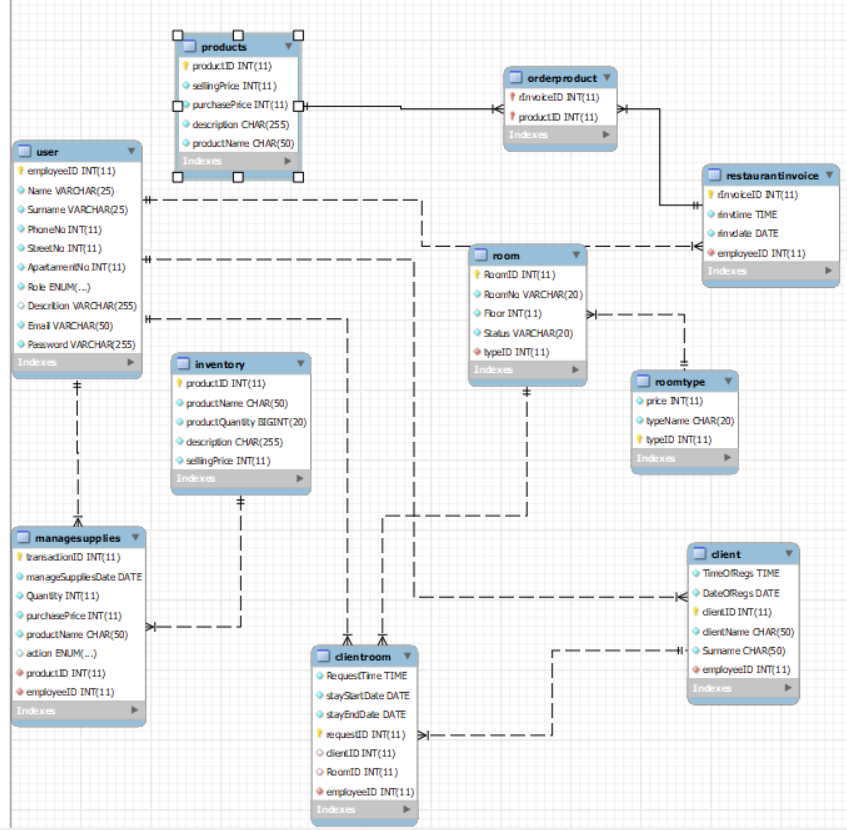 products
productID INT(11)
sellingPrice INT(11)
purchasePrice INT(11)
description CHAR(255)
productName CHAR(50)
Indexes
orderproduct
rInvoiceID INT(11)
productID INT(11)
Indexes
user
employeeID INT(11)
Name VARCHAR(25)
Surname VARCHAR(25)
PhoneNo INT(11)
StreetNo INT(11)
ApartamentNo INT(11)
Role ENUM(...)
Descrition VARCHAR(255)
Email VARCHAR(50)
Password VARCHAR(255)
Indexes
restaurantinvoice
rInvoiceID INT(11)
rinvtime TIME
rinvdate DATE
employeeID INT(11)
Indexes
room
RoomID INT(11)
RoomNo VARCHAR(20)
Floor INT(11)
Status VARCHAR(20)
typeID INT(11)
Indexes
inventory
productID INT(11)
productName CHAR(50)
productQuantity BIGINT(20)
description CHAR(255)
sellingPrice INT(11)
Indexes
roomtype
price INT(11)
typeName CHAR(20)
typeID INT(11)
Indexes
managesupplies
transactionID INT(11)
manageSuppliesDate DATE
Quantity INT(11)
purchasePrice INT(11)
productName CHAR(50)
action ENUM(...)
productID INT(11)
employeeID INT(11)
Indexes
client
TimeOfRegs TIME
DateOfRegs DATE
clientID INT(11)
clientName CHAR(50)
Surname CHAR(50)
employeeID INT(11)
Indexes
clientroom
RequestTime TIME
stayStartDate DATE
stayEndDate DATE
requestID INT(11)
clientID INT(11)
RoomID INT(11)
employeeID INT(11)
Indexes